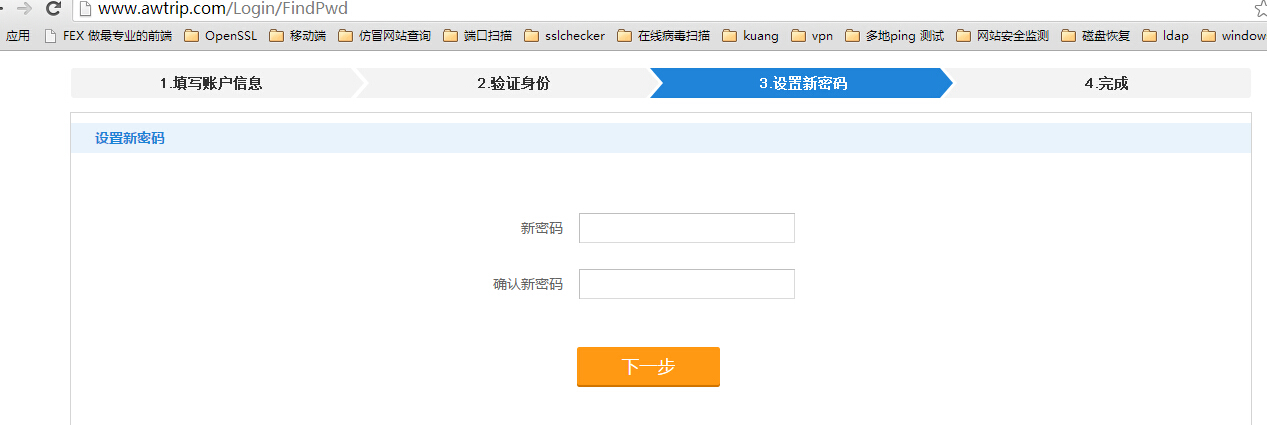 www.awtrip.com/Login/FindPwd
应用 FEX 做最专业的前端 OpenSSL 移动端 仿冒网站查询 端口扫描 sslchecker 在线病毒扫描 kuang vpn 多地ping 测试 网站安全监测 磁盘恢复 ldap window
1.填写账户信息 2.验证身份 3.设置新密码 4.完成
设置新密码
新密码
确认新密码
下一步